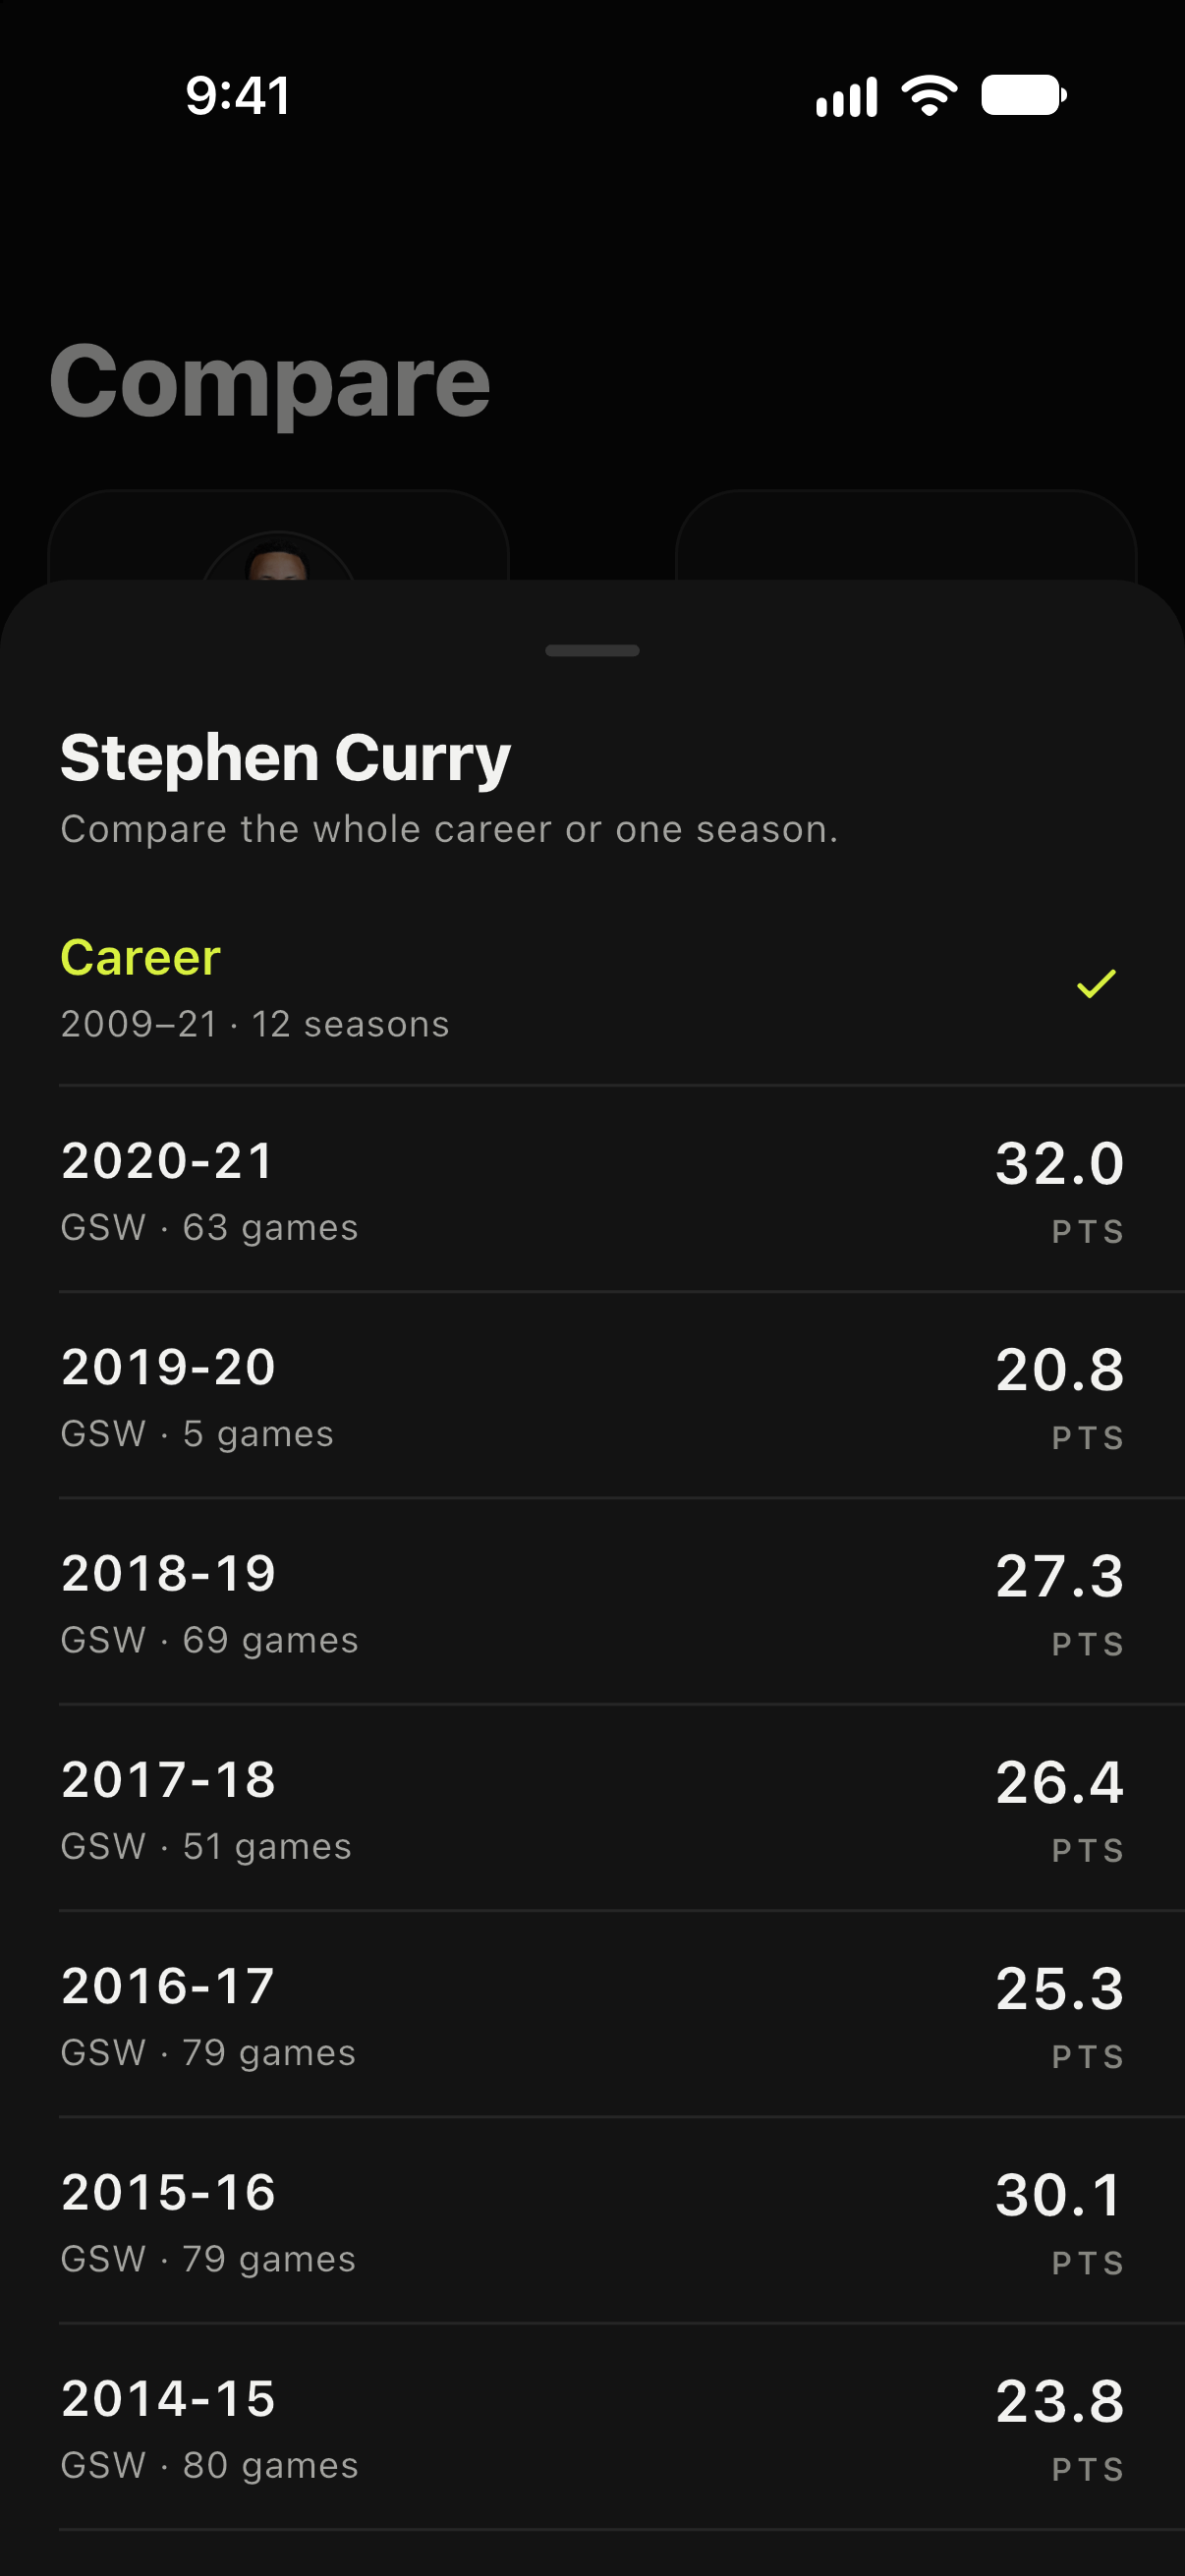 9:41
Compare
Stephen Curry
Compare the whole career or one season.
Career
2009–21 · 12 seasons
2020-21
32.0
GSW · 63 games
PTS
2019-20
20.8
GSW · 5 games
PTS
2018-19
27.3
GSW · 69 games
PTS
2017-18
26.4
GSW · 51 games
PTS
2016-17
25.3
GSW · 79 games
PTS
2015-16
30.1
GSW · 79 games
PTS
2014-15
23.8
GSW · 80 games
PTS